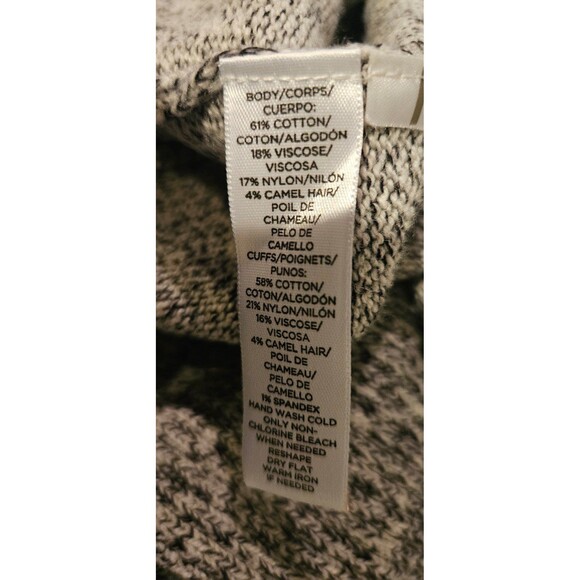 BODY/CORPS/
CUERPO:
61% COTTON/
COTON/ALGODÓN
18% VISCOSE/
VISCOSA
17% NYLON/NILÓN
4% CAMEL HAIR/
POIL DE
CHAMEAU/
PELO DE
CAMELLO
CUFFS/POIGNETS/
PUNOS:
58% COTTON/
COTON/ALGODÓN
21% NYLON/NILÓN
16% VISCOSE/
VISCOSA
4% CAMEL HAIR/
POIL DE
CHAMEAU/
PELO DE
CAMELLO
1% SPANDEX
HAND WASH COLD
ONLY NON-
CHLORINE BLEACH
WHEN NEEDED
RESHAPE
DRY FLAT
WARM IRON
IF NEEDED